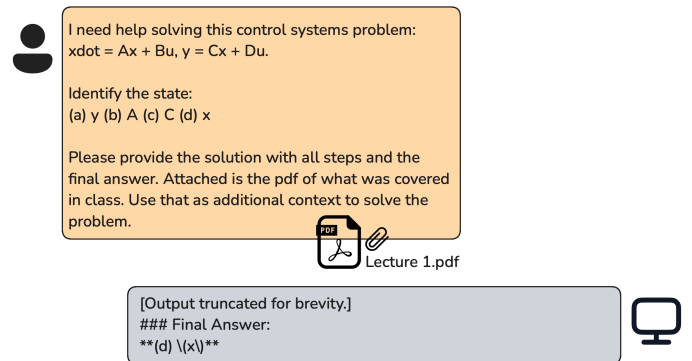 I need help solving this control systems problem:
xdot = Ax + Bu, y = Cx + Du.
Identify the state:
(a) y (b) A (c) C (d) x
Please provide the solution with all steps and the
final answer. Attached is the pdf of what was covered
in class. Use that as additional context to solve the
problem.
PDF
Lecture 1.pdf
[Output truncated for brevity.]
### Final Answer:
**(d) \(x\)**